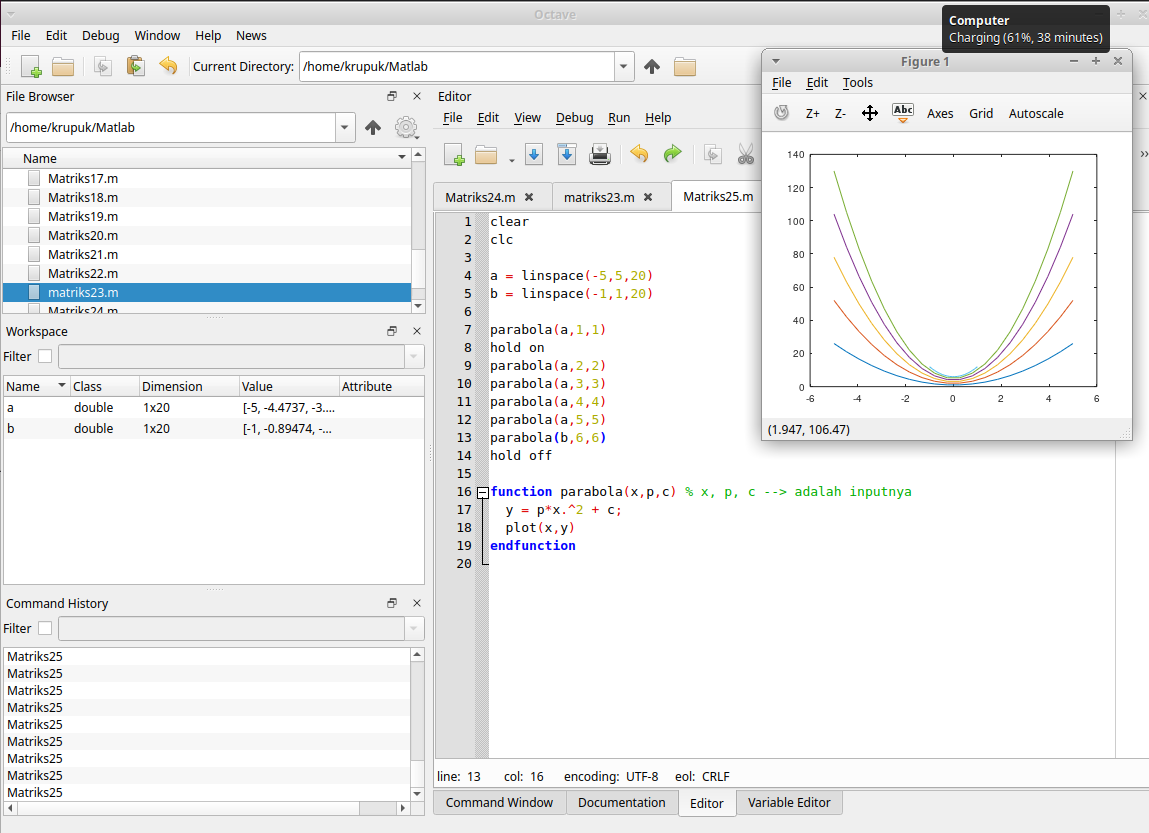 Octave
Computer
Charging (61%, 38 minutes)
File Edit Debug Window Help News
Current Directory: /home/krupuk/Matlab
File Browser
/home/krupuk/Matlab
Name
Matriks17.m
Matriks18.m
Matriks19.m
Matriks20.m
Matriks21.m
Matriks22.m
matriks23.m
Matriks24.m
Workspace
Filter
Name Class Dimension Value Attribute
a double 1x20 [-5, -4.4737, -3....
b double 1x20 [-1, -0.89474, -...
Command History
Filter
Matriks25
Matriks25
Matriks25
Matriks25
Matriks25
Matriks25
Matriks25
Matriks25
Matriks25
Editor
File Edit View Debug Run Help
Matriks24.m matriks23.m Matriks25.m
1 clear
2 clc
3
4 a = linspace(-5,5,20)
5 b = linspace(-1,1,20)
6
7 parabola(a,1,1)
8 hold on
9 parabola(a,2,2)
10 parabola(a,3,3)
11 parabola(a,4,4)
12 parabola(a,5,5)
13 parabola(b,6,6)
14 hold off
15
16 function parabola(x,p,c) % x, p, c --> adalah inputnya
17 y = p*x.^2 + c;
18 plot(x,y)
19 endfunction
20
line: 13 col: 16 encoding: UTF-8 eol: CRLF
Command Window Documentation Editor Variable Editor
Figure 1
File Edit Tools
Z+ Z- Abc Axes Grid Autoscale
140
120
100
80
60
40
20
0
-6 -4 -2 0 2 4 6
(1.947, 106.47)